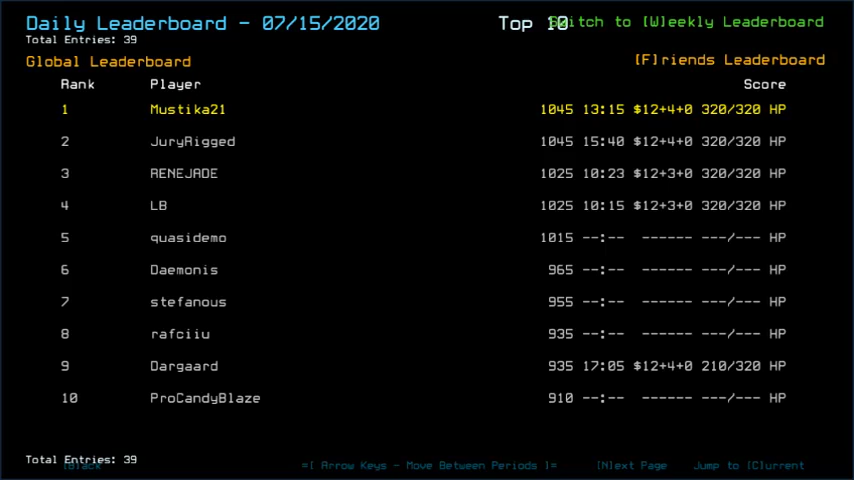 Daily Leaderboard - 07/15/2020 Top 10 Switch to [W]eekly Leaderboard
Total Entries: 39
Global Leaderboard [F]riends Leaderboard
Rank Player Score
1 Mustika21 1045 13:15 $12+4+0 320/320 HP
2 JuryRigged 1045 15:40 $12+4+0 320/320 HP
3 RENEJADE 1025 10:23 $12+3+0 320/320 HP
4 LB 1025 10:15 $12+3+0 320/320 HP
5 quasidemo 1015 --:-- ------ ---/--- HP
6 Daemonis 965 --:-- ------ ---/--- HP
7 stefanous 955 --:-- ------ ---/--- HP
8 rafciiu 935 --:-- ------ ---/--- HP
9 Dargaard 935 17:05 $12+4+0 210/320 HP
10 ProCandyBlaze 910 --:-- ------ ---/--- HP
Total Entries: 39
[B]ack =[ Arrow Keys - Move Between Periods ]= [N]ext Page Jump to [C]urrent